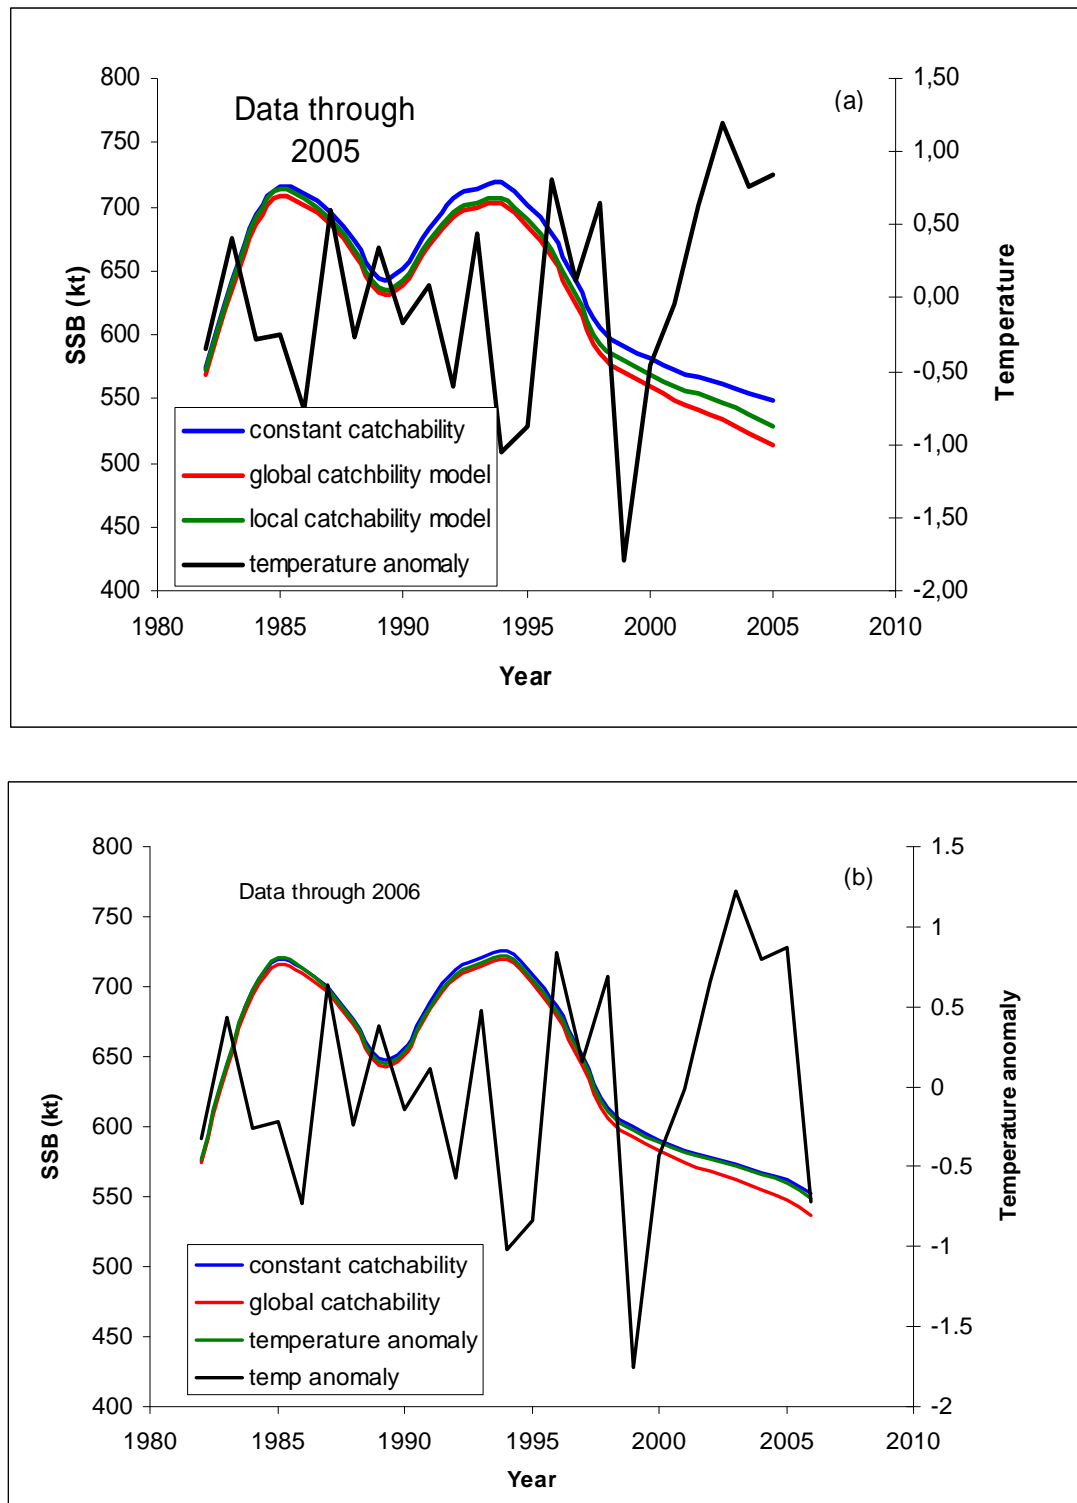 (a)
Data through
2005
800
750
700
650
600
550
500
450
400
SSB (kt)
1,50
1,00
0,50
0,00
-0,50
-1,00
-1,50
-2,00
Temperature
constant catchability
global catchbility model
local catchability model
temperature anomaly
1980
1985
1990
1995
2000
2005
2010
Year
(b)
Data through 2006
800
750
700
650
600
550
500
450
400
SSB (kt)
1.5
1
0.5
0
-0.5
-1
-1.5
-2
Temperature anomaly
constant catchability
global catchability
temperature anomaly
temp anomaly
1980
1985
1990
1995
2000
2005
2010
Year